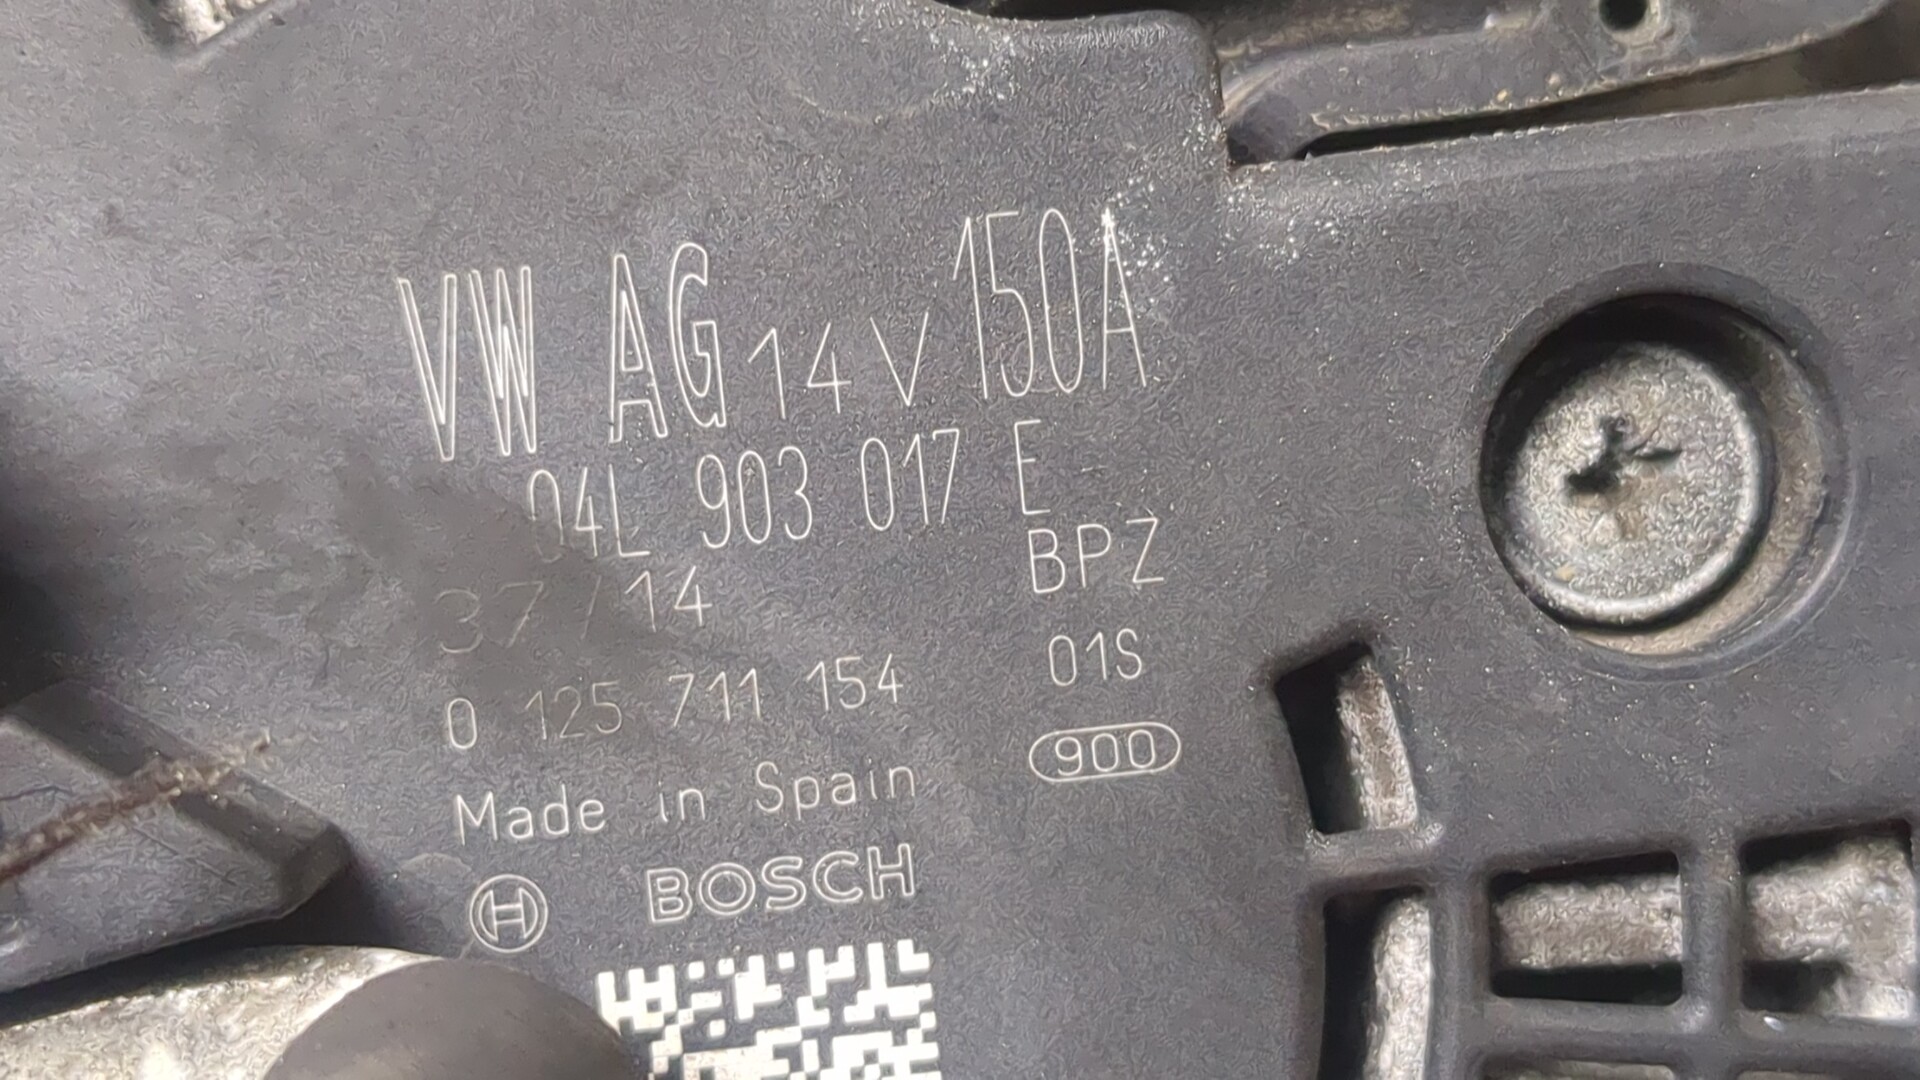 VW AG 14V 150A
04L 903 017 E
BPZ
37/14
01S
0 125 711 154
900
Made in Spain
BOSCH